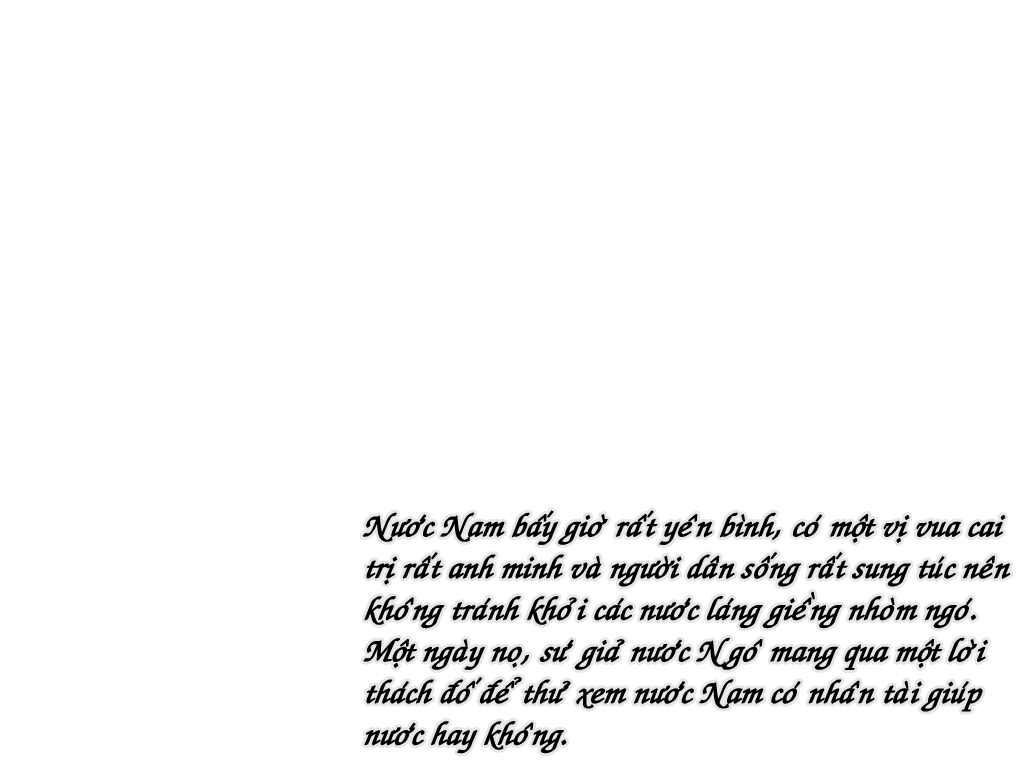 Nước Nam bấy giờ rất yên bình, có một vị vua cai
trị rất anh minh và người dân sống rất sung túc nên
không tránh khỏi các nước láng giềng nhòm ngó.
Một ngày nọ, sư giả nước Ngô mang qua một lời
thách đố để thử xem nước Nam có nhân tài giúp
nước hay không.